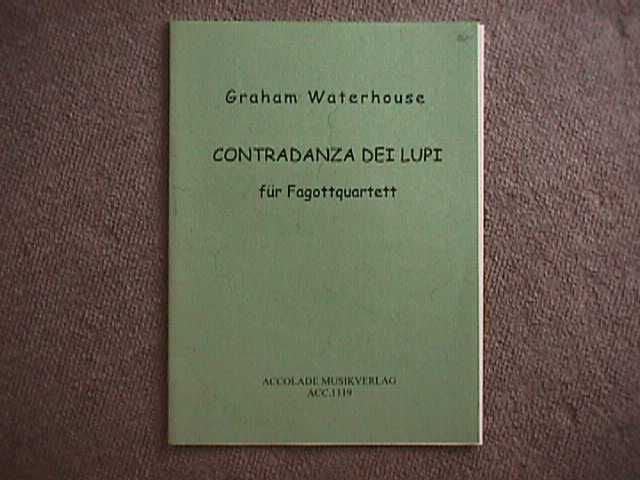 Graham Waterhouse
CONTRADANZA DEI LUPI
für Fagottquartett
ACCOLADE MUSIKVERLAG
ACC.1119